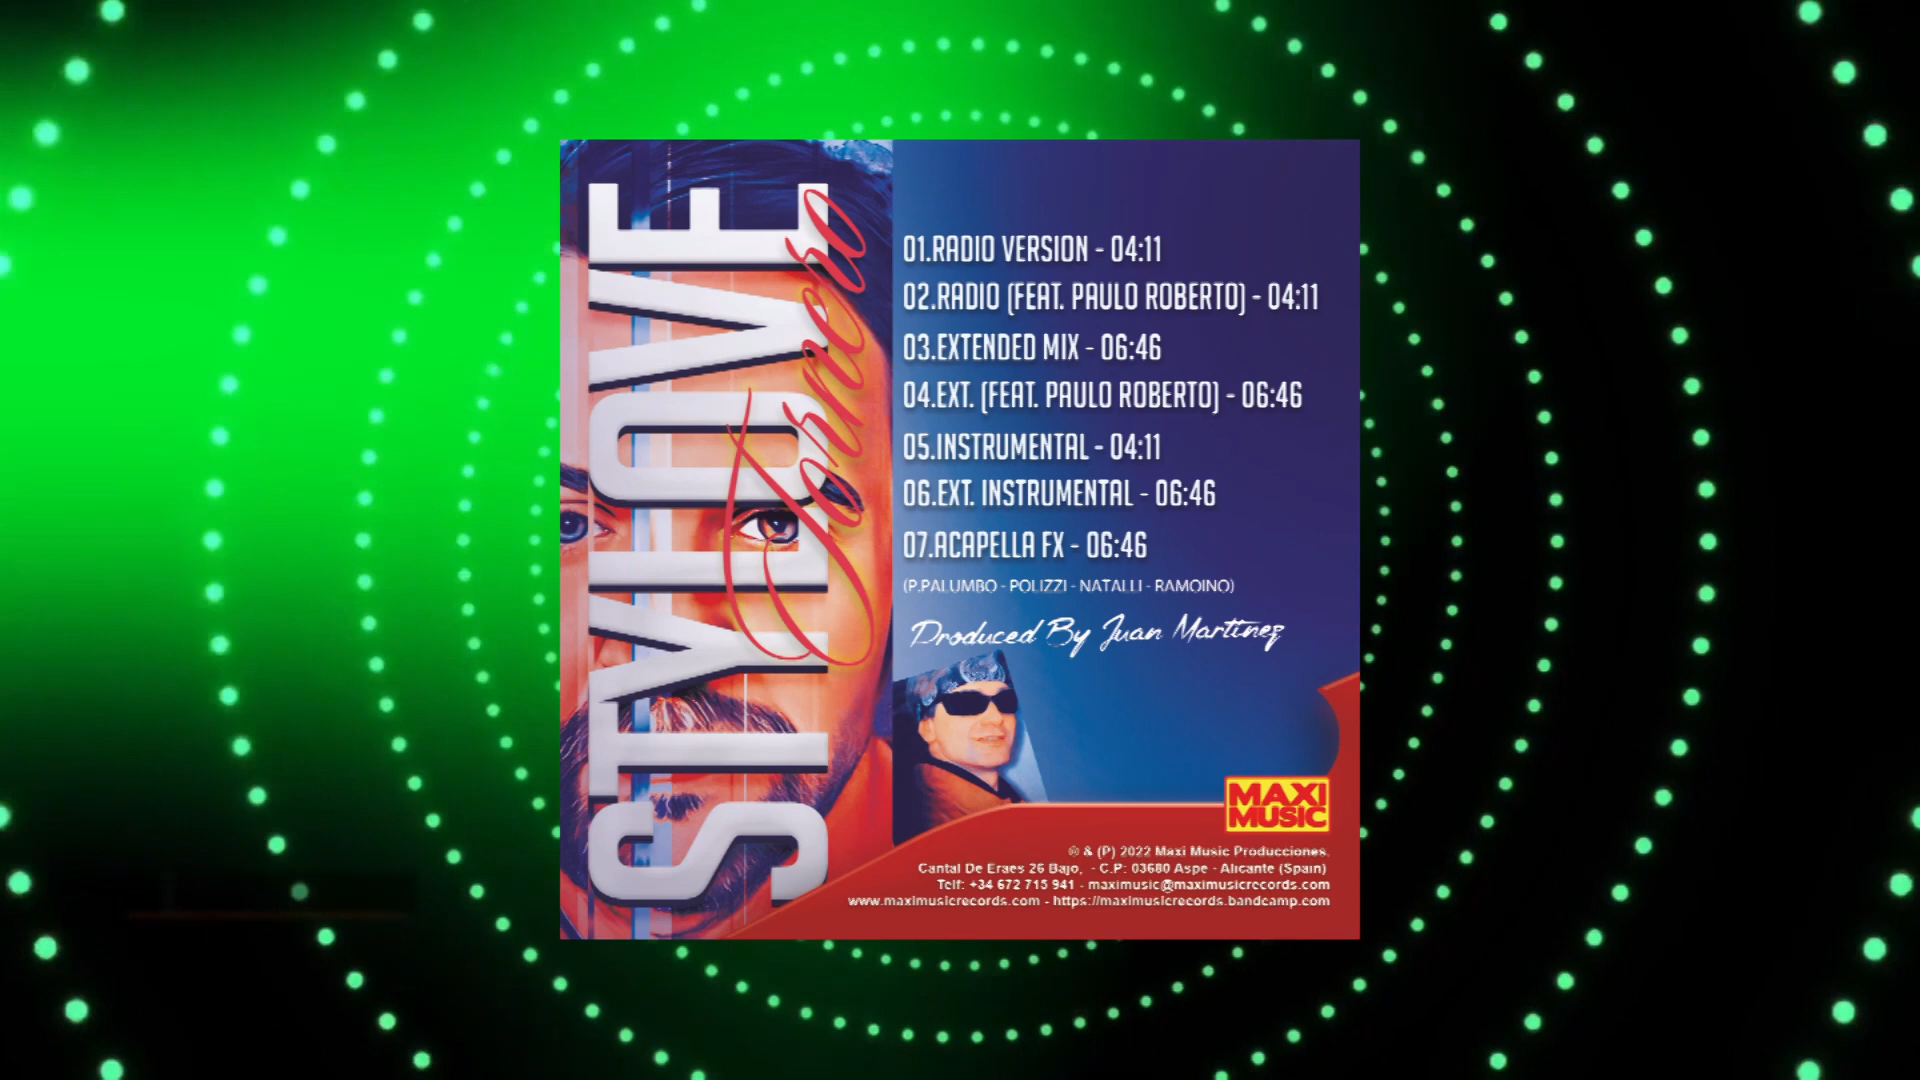 STYLOVE
Tornerò
01.RADIO VERSION - 04:11
02.RADIO (FEAT. PAULO ROBERTO) - 04:11
03.EXTENDED MIX - 06:46
04.EXT. (FEAT. PAULO ROBERTO) - 06:46
05.INSTRUMENTAL - 04:11
06.EXT. INSTRUMENTAL - 06:46
07.ACAPELLA FX - 06:46
(P.PALUMBO - POLIZZI - NATALLI - RAMOINO)
Produced By Juan Martinez
MAXI
MUSIC
© & (P) 2022 Maxi Music Producciones.
Cantal De Eraes 26 Bajo, - C.P: 03680 Aspe - Alicante (Spain)
Telf: +34 672 715 941 - maximusic@maximusicrecords.com
www.maximusicrecords.com - https://maximusicrecords.bandcamp.com